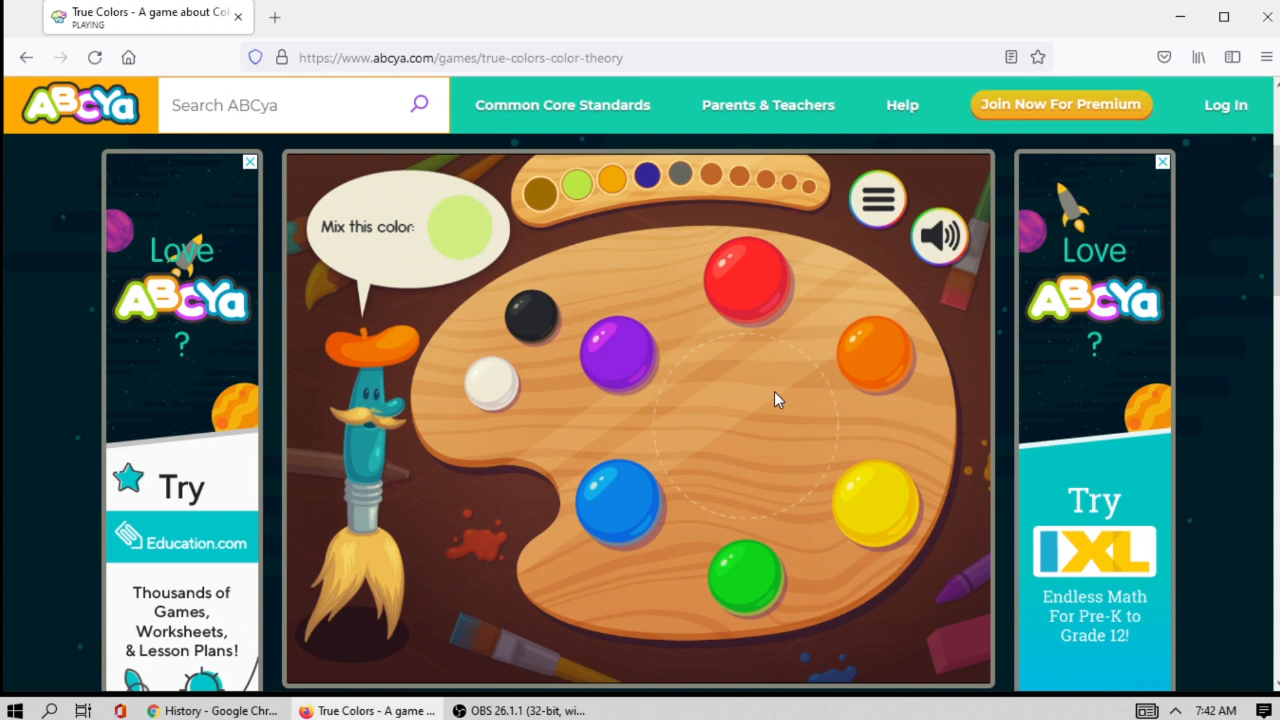 True Colors - A game about Col
PLAYING
https://www.abcya.com/games/true-colors-color-theory
ABCya
Search ABCya
Common Core Standards
Parents & Teachers
Help
Join Now For Premium
Log In
Love
ABCYa
?
Try
Education.com
Thousands of
Games,
Worksheets,
& Lesson Plans!
Mix this color:
Love
ABCYa
?
Try
IXL
Endless Math
For Pre-K to
Grade 12!
History - Google Chr...
True Colors - A game ...
OBS 26.1.1 (32-bit, wi...
7:42 AM